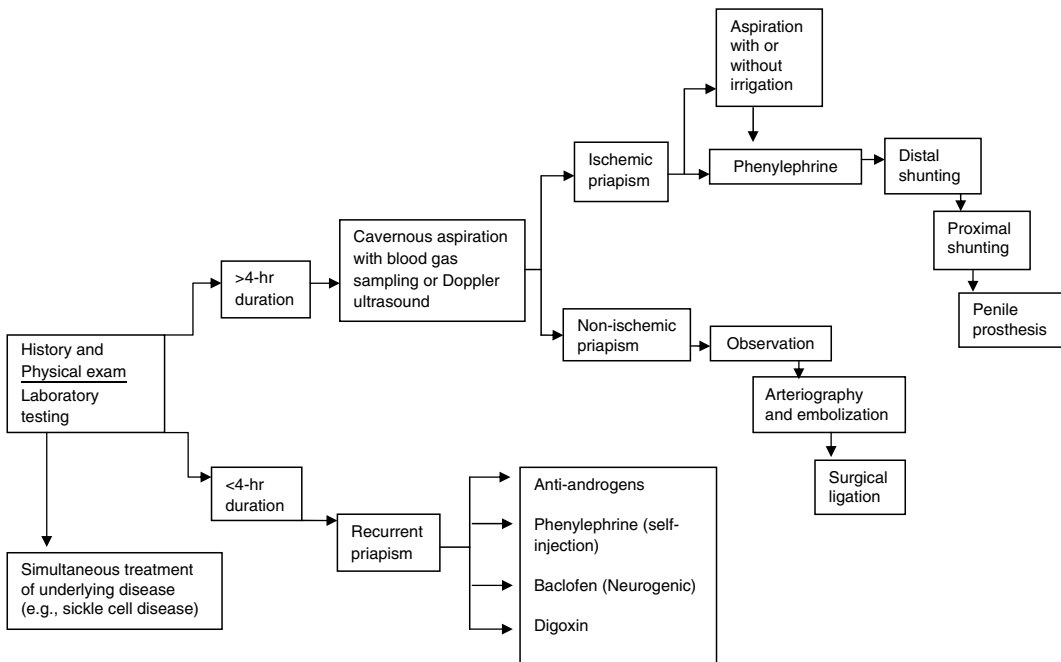 History and
Physical exam
Laboratory
testing
>4-hr
duration
Cavernous aspiration
with blood gas
sampling or Doppler
ultrasound
Ischemic
priapism
Aspiration
with or
without
irrigation
Phenylephrine
Distal
shunting
Proximal
shunting
Penile
prosthesis
Non-ischemic
priapism
Observation
Arteriography
and embolization
Surgical
ligation
<4-hr
duration
Recurrent
priapism
Anti-androgens
Phenylephrine (self-
injection)
Baclofen (Neurogenic)
Digoxin
Simultaneous treatment
of underlying disease
(e.g., sickle cell disease)